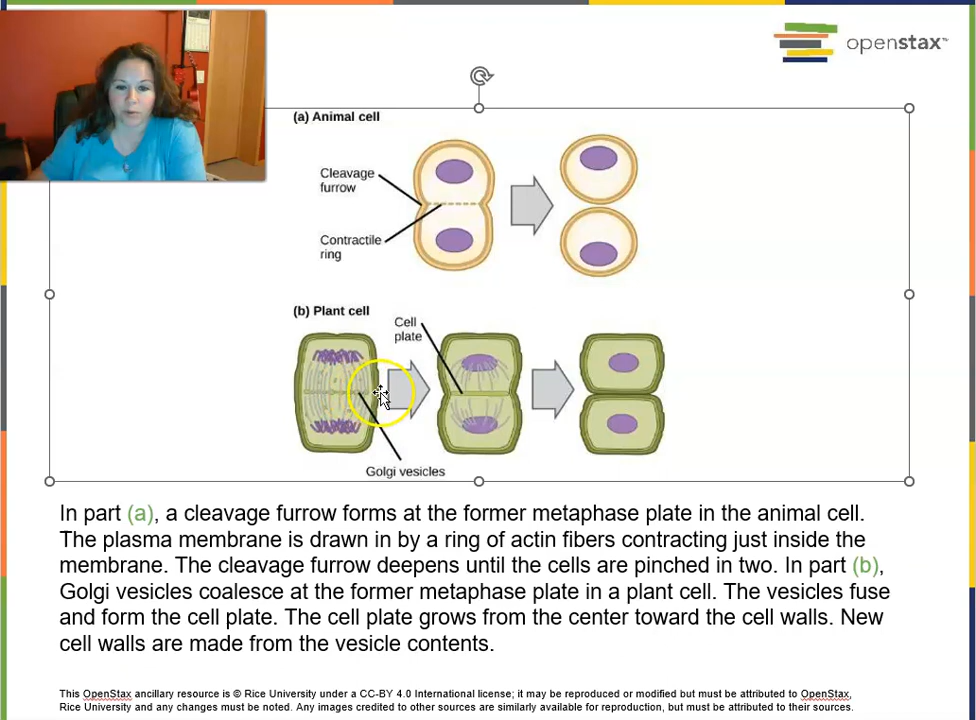 openstax™
(a) Animal cell
Cleavage
furrow
Contractile
ring
(b) Plant cell
Cell
plate
Golgi vesicles
In part (a), a cleavage furrow forms at the former metaphase plate in the animal cell.
The plasma membrane is drawn in by a ring of actin fibers contracting just inside the
membrane. The cleavage furrow deepens until the cells are pinched in two. In part (b),
Golgi vesicles coalesce at the former metaphase plate in a plant cell. The vesicles fuse
and form the cell plate. The cell plate grows from the center toward the cell walls. New
cell walls are made from the vesicle contents.
This OpenStax ancillary resource is © Rice University under a CC-BY 4.0 International license; it may be reproduced or modified but must be attributed to OpenStax,
Rice University and any changes must be noted. Any images credited to other sources are similarly available for reproduction, but must be attributed to their sources.